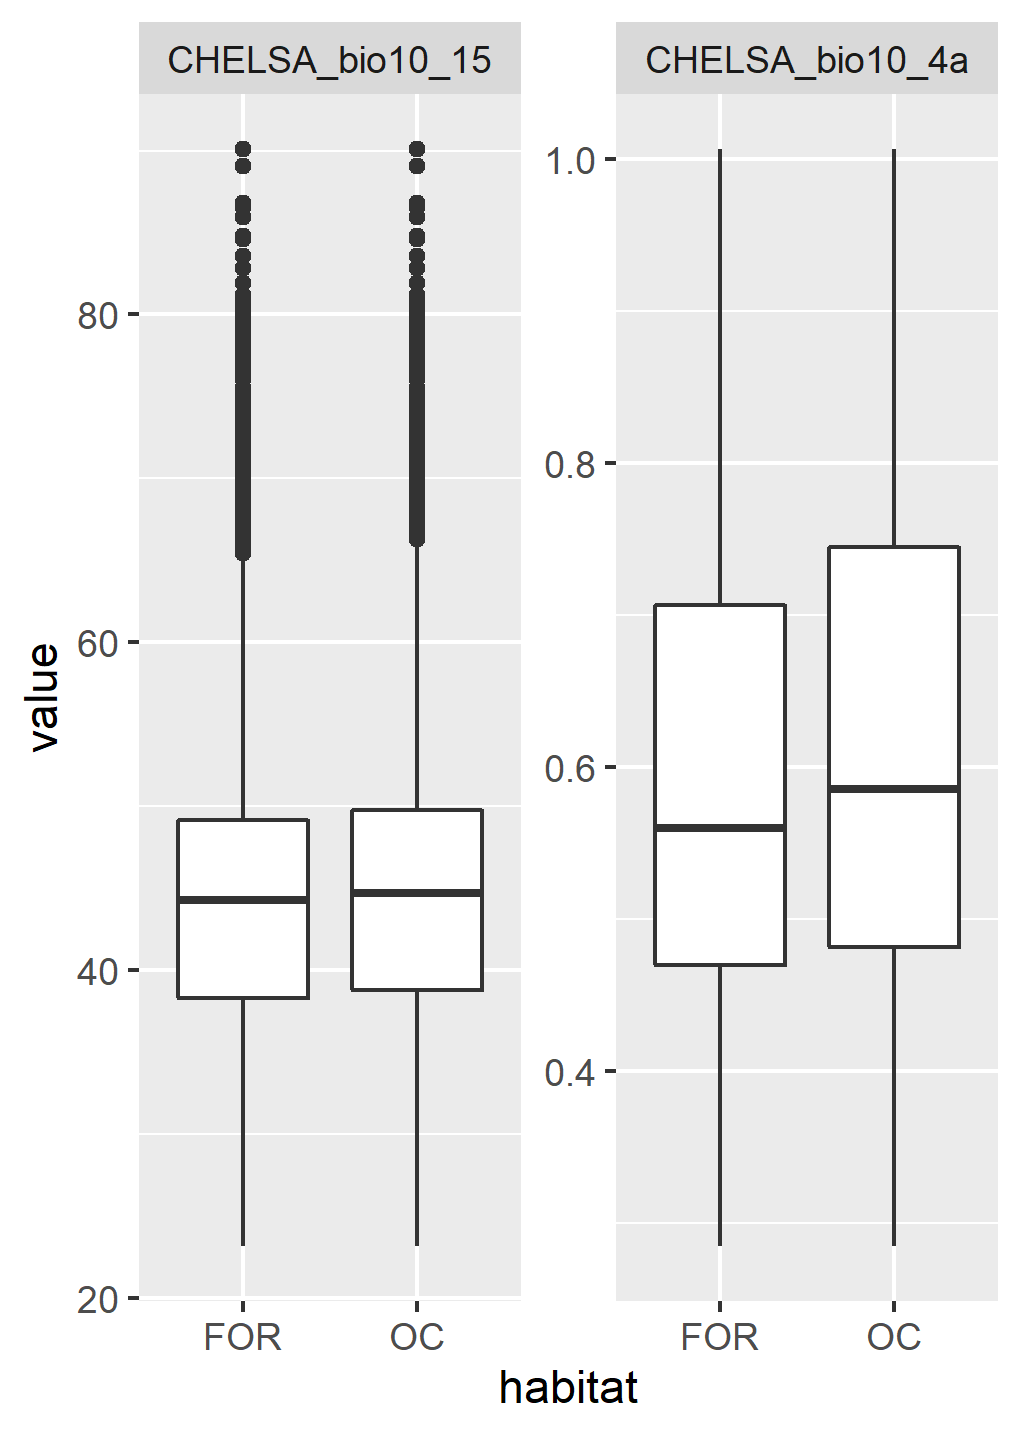 CHELSA_bio10_15
CHELSA_bio10_4a
value
80
60
40
20
1.0
0.8
0.6
0.4
FOR
OC
FOR
OC
habitat